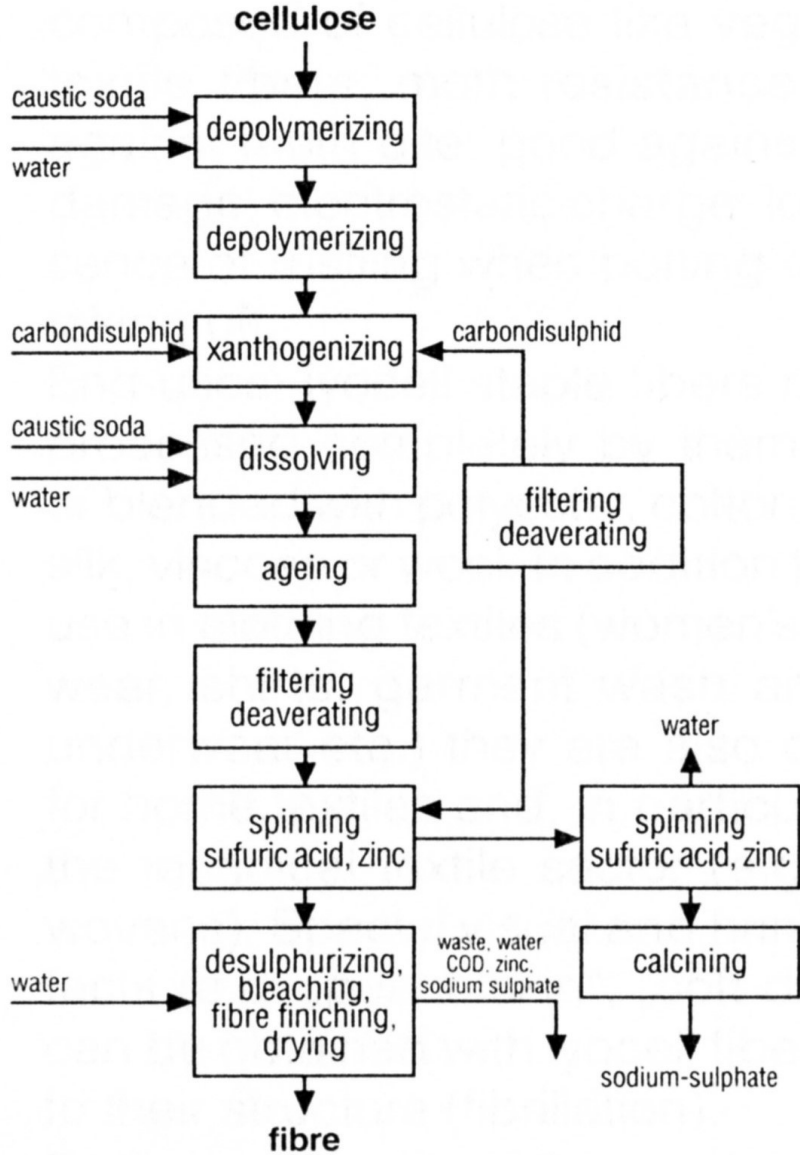 cellulose
caustic soda
water
depolymerizing
depolymerizing
carbondisulphid
xanthogenizing
carbondisulphid
caustic soda
water
dissolving
filtering
deaverating
ageing
filtering
deaverating
water
spinning
sufuric acid, zinc
spinning
sufuric acid, zinc
water
desulphurizing,
bleaching,
fibre finiching,
drying
waste, water
COD. zinc,
sodium sulphate
calcining
sodium-sulphate
fibre